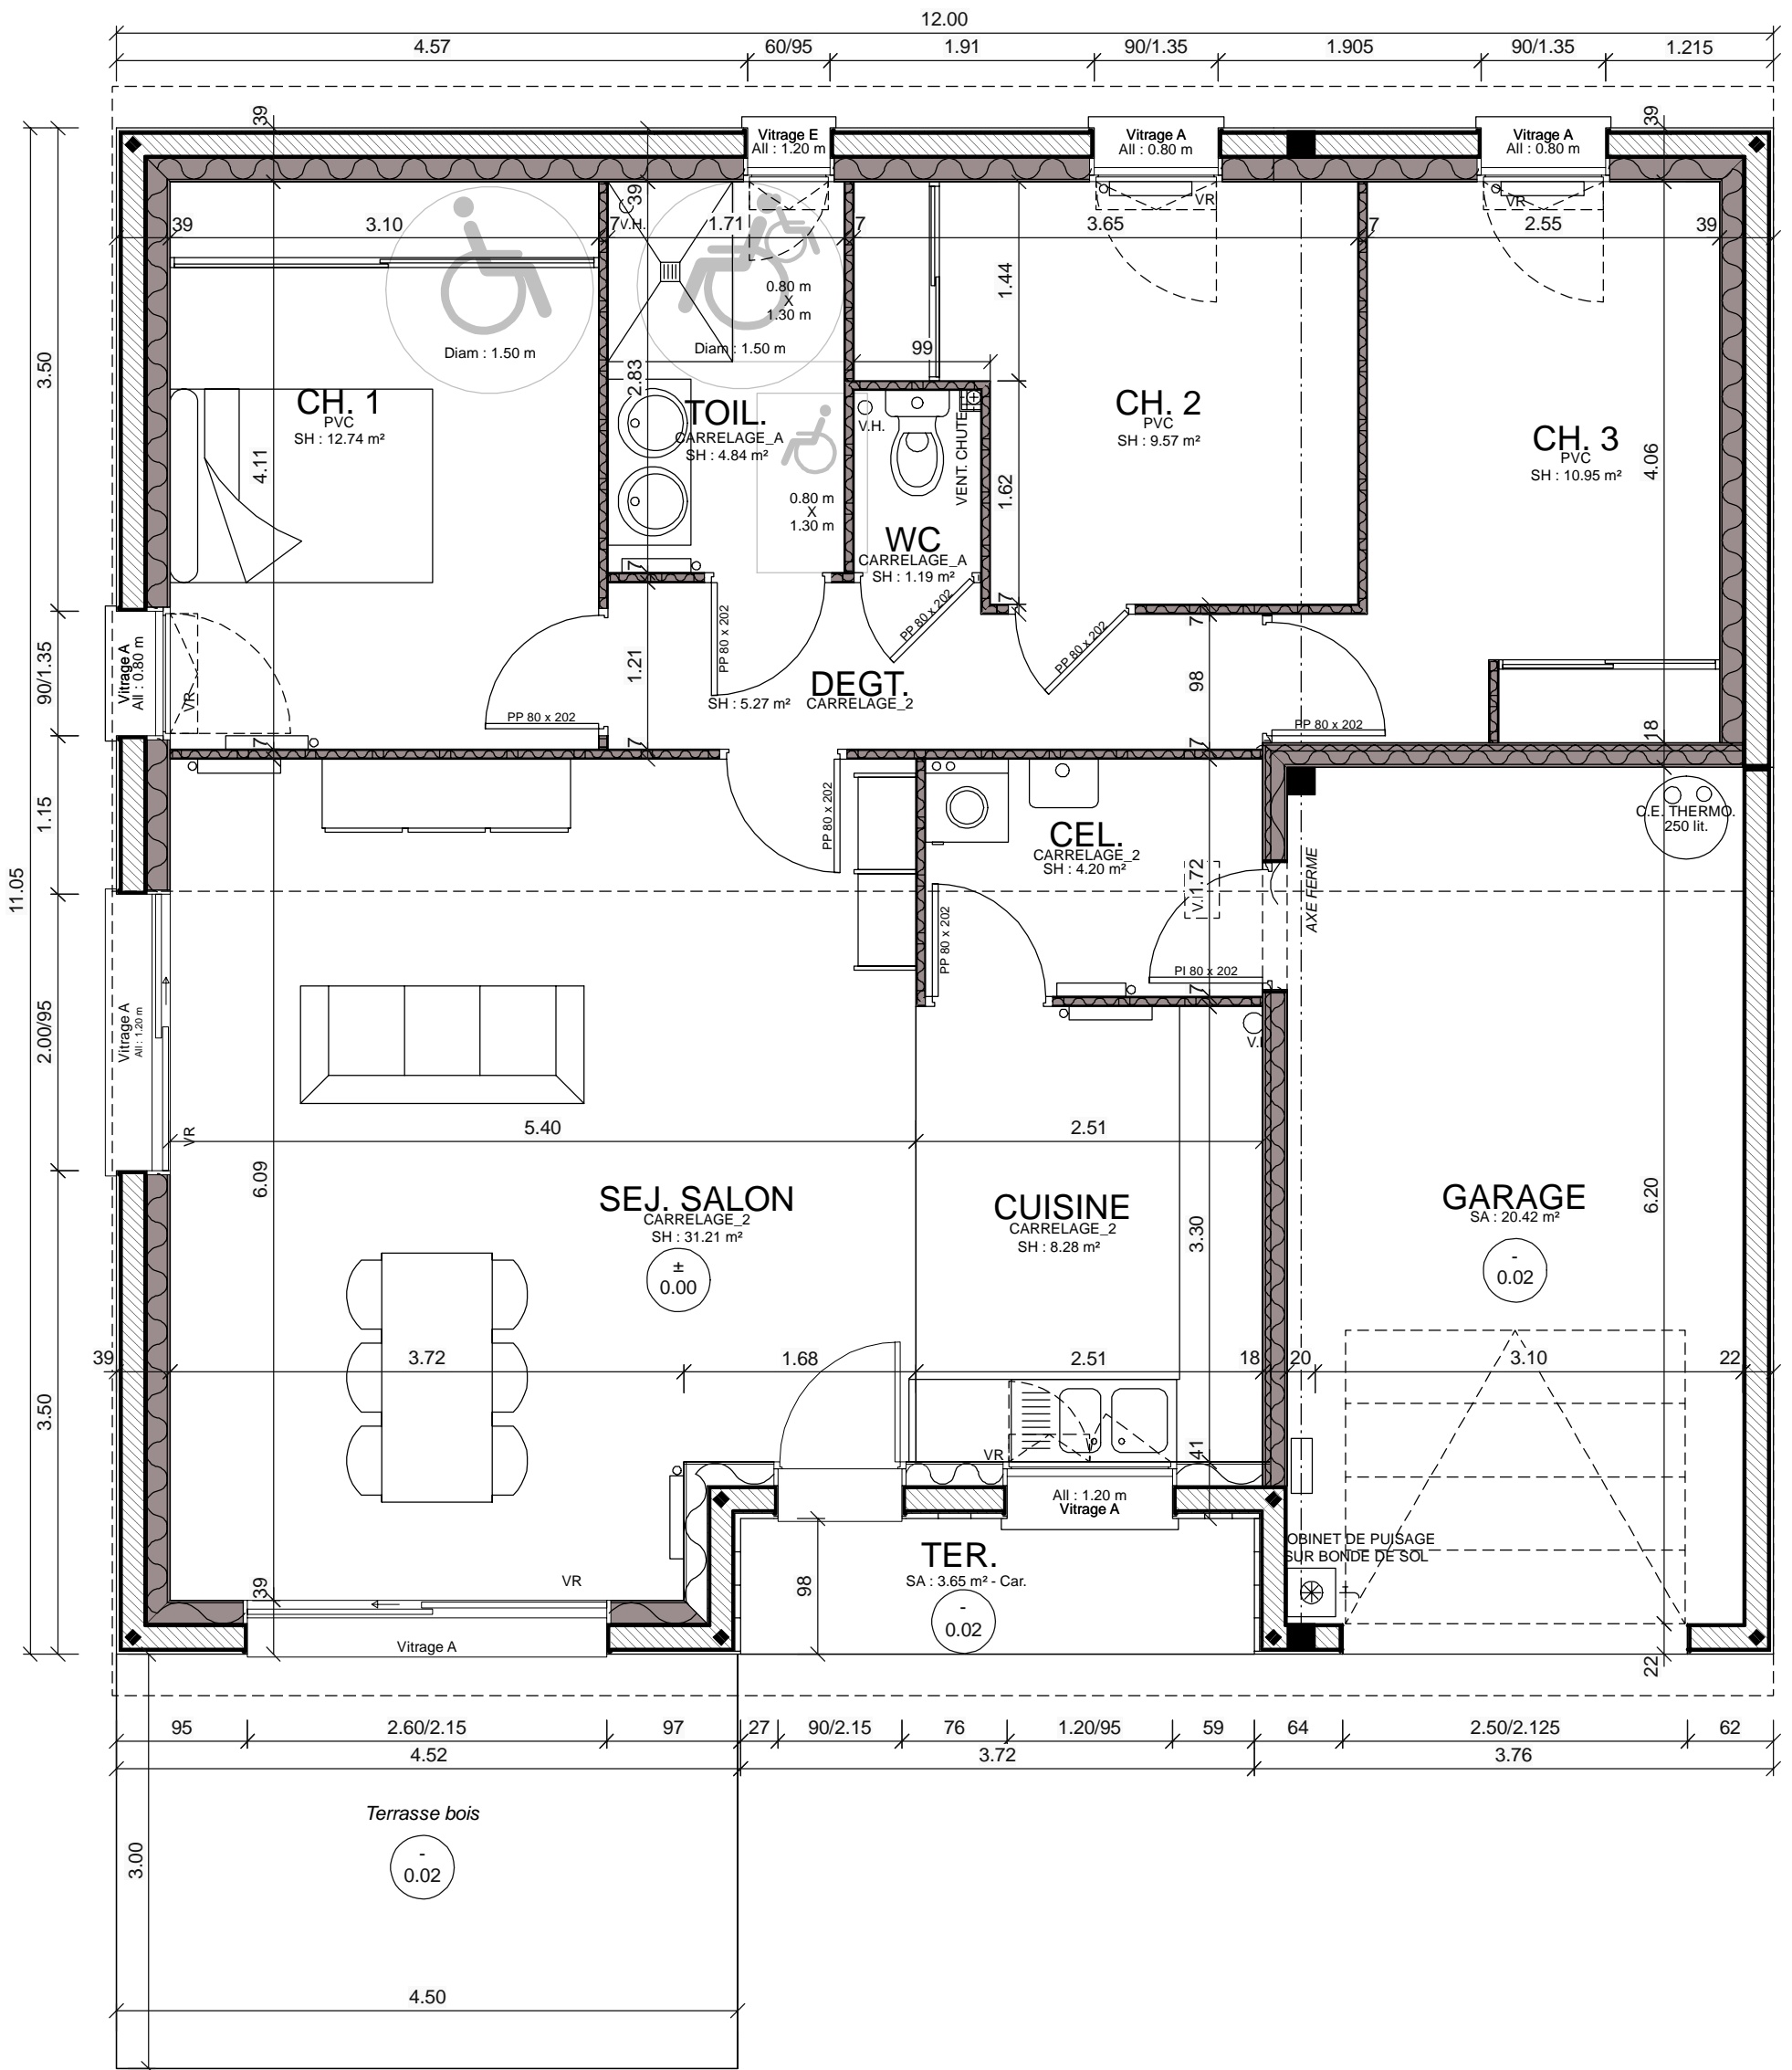 12.00
4.57 60/95 1.91 90/1.35 1.905 90/1.35 1.215
39 39
Vitrage E
All : 1.20 m
Vitrage A
All : 0.80 m
Vitrage A
All : 0.80 m
39
VR
VR
39 3.10 7 1.71 7 3.65 7 2.55 39
V.H.
0.80 m
X
1.30 m
1.44
Diam : 1.50 m
Diam : 1.50 m
99
3.50
2.83
CH. 1
PVC
SH : 12.74 m²
TOIL.
CARRELAGE_A
SH : 4.84 m²
V.H.
VENT. CHUTE
CH. 2
PVC
SH : 9.57 m²
CH. 3
PVC
SH : 10.95 m²
4.11
4.06
1.62
0.80 m
X
1.30 m
WC
CARRELAGE_A
SH : 1.19 m²
7
7
7
90/1.35
Vitrage A
All : 0.80 m
VR
1.21
PP 80 x 202
PP 80 x 202
PP 80 x 202
98
DEGT.
SH : 5.27 m² CARRELAGE_2
PP 80 x 202
PP 80 x 202
7
7
7
18
1.15
11.05
PP 80 x 202
CEL.
CARRELAGE_2
SH : 4.20 m²
1.72
C.E. THERMO.
250 lit.
AXE FERME
PP 80 x 202
PI 80 x 202
7
2.00/95
Vitrage A
All : 1.20 m
VR
5.40 2.51
6.09
SEJ. SALON
CARRELAGE_2
SH : 31.21 m²
±
0.00
CUISINE
CARRELAGE_2
SH : 8.28 m²
3.30
GARAGE
SA : 20.42 m²
-
0.02
6.20
39 3.72 1.68 2.51 18 20 3.10 22
3.50
VR
41
All : 1.20 m
Vitrage A
OBINET DE PUISAGE
SUR BONDE DE SOL
TER.
SA : 3.65 m² - Car.
-
0.02
98
39
VR
Vitrage A
22
95 2.60/2.15 97 27 90/2.15 76 1.20/95 59 64 2.50/2.125 62
4.52 3.72 3.76
Terrasse bois
-
0.02
3.00
4.50